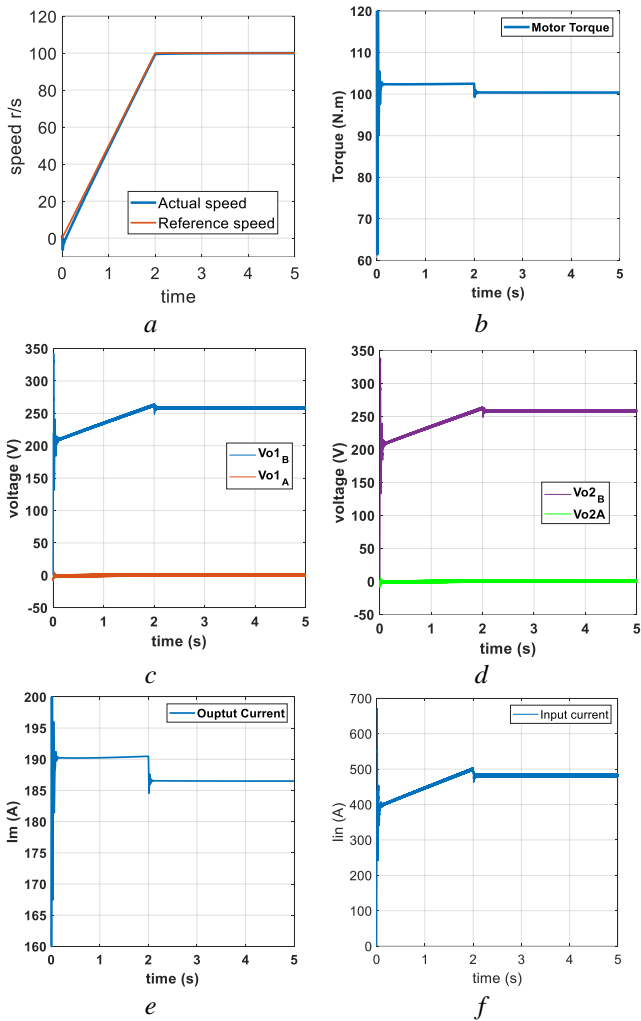 120
100
80
60
40
20
0
speed r/s
Actual speed
Reference speed
0 1 2 3 4 5
time
a
120
110
100
90
80
70
60
Torque (N.m)
Motor Torque
0 1 2 3 4 5
time (s)
b
350
300
250
200
150
100
50
0
-50
voltage (V)
Vo1B
Vo1A
0 1 2 3 4 5
time (s)
c
350
300
250
200
150
100
50
0
-50
voltage (V)
Vo2B
Vo2A
0 1 2 3 4 5
time (s)
d
200
195
190
185
180
175
170
165
160
Im (A)
Ouptut Current
0 1 2 3 4 5
time (s)
e
700
600
500
400
300
200
100
0
Iin (A)
Input current
0 1 2 3 4 5
time (s)
f